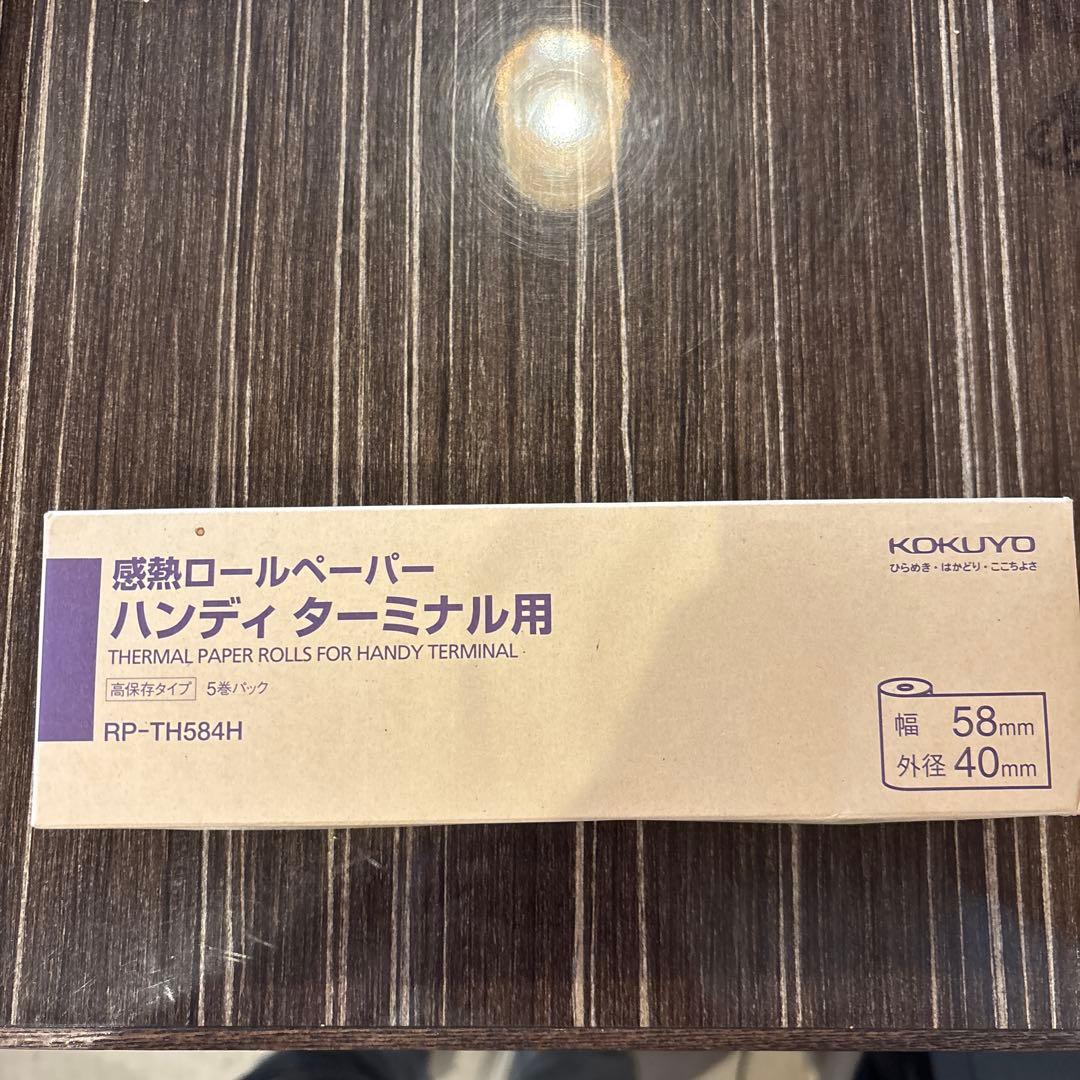 感熱ロールペーパー
ハンディ ターミナル用
THERMAL PAPER ROLLS FOR HANDY TERMINAL
高保存タイプ 5巻パック
RP-TH584H
KOKUYO
ひらめき・はかどり・ここちよさ
幅 58mm
外径 40mm